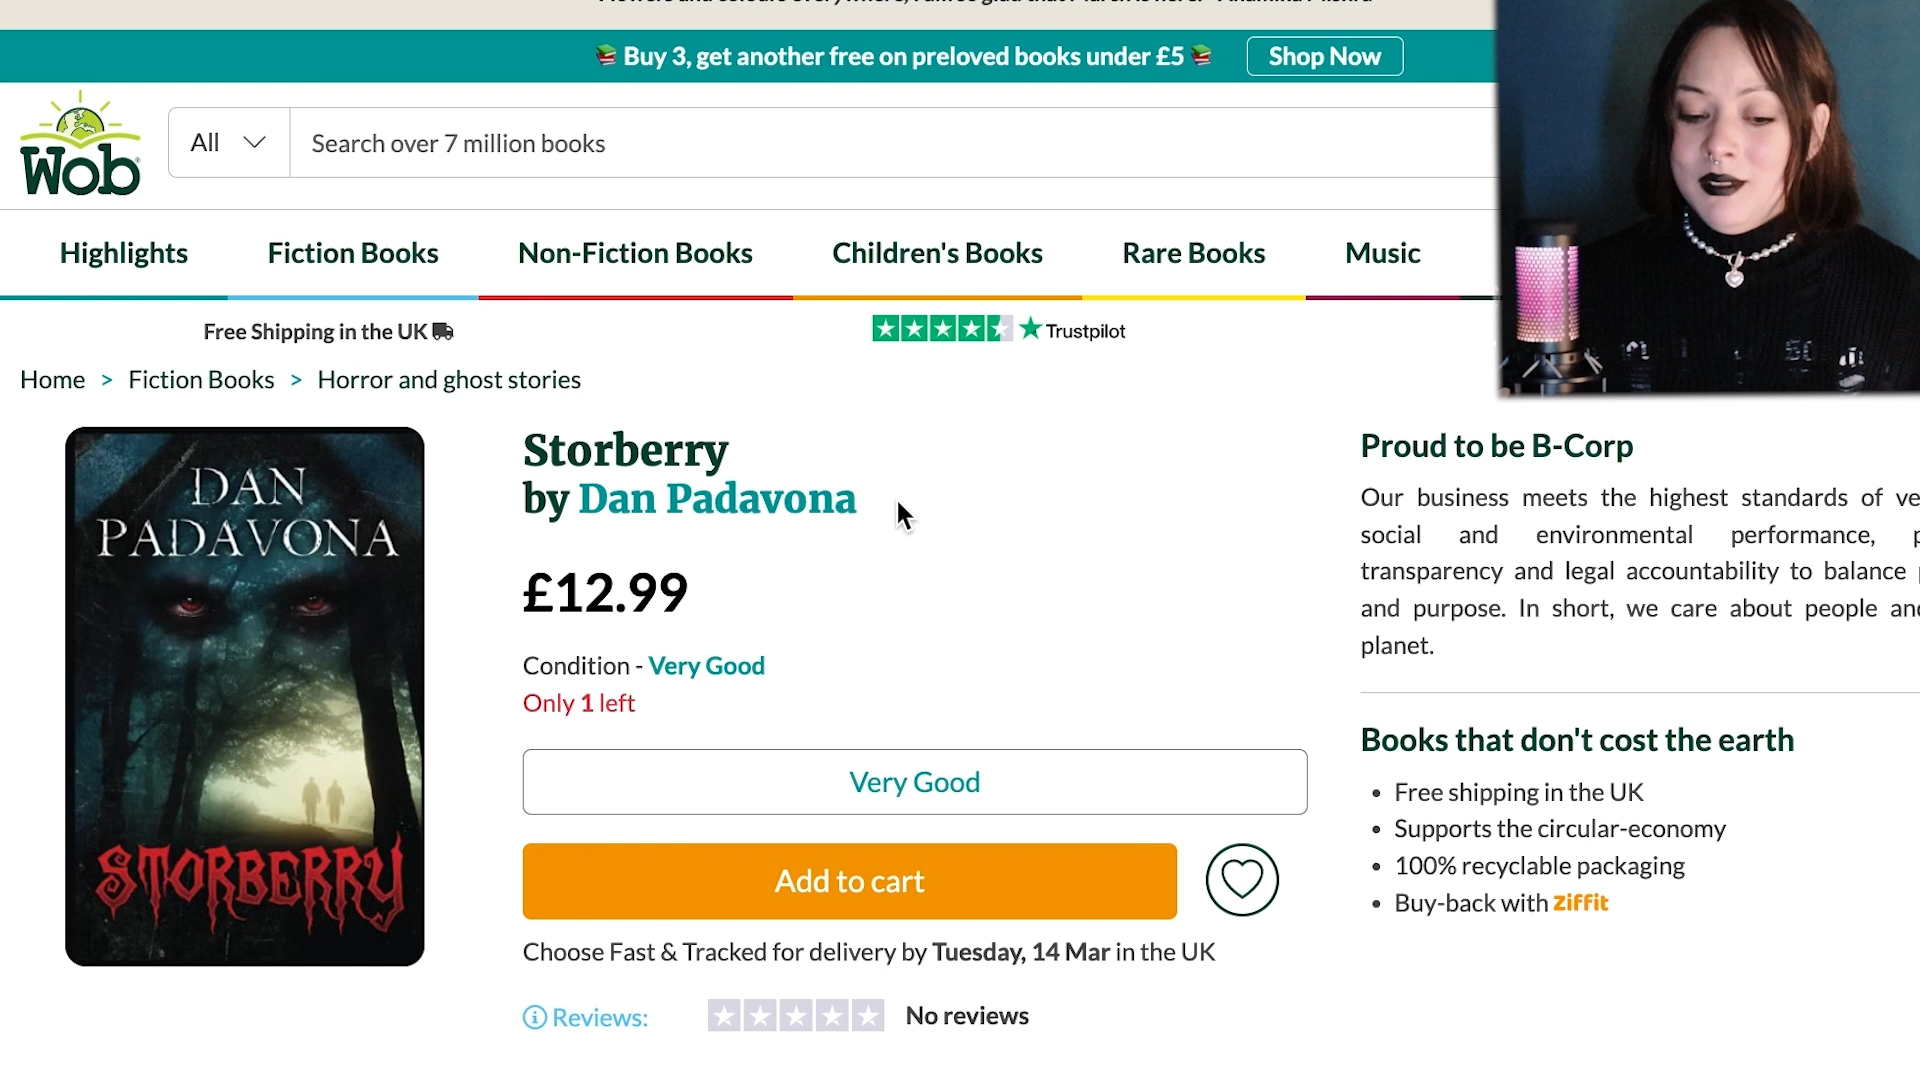 Buy 3, get another free on preloved books under £5
Shop Now
Wob
All
Search over 7 million books
Highlights
Fiction Books
Non-Fiction Books
Children's Books
Rare Books
Music
Free Shipping in the UK
Trustpilot
Home > Fiction Books > Horror and ghost stories
DAN
PADAVONA
STORBERRY
Storberry
by Dan Padavona
£12.99
Condition - Very Good
Only 1 left
Very Good
Add to cart
Choose Fast & Tracked for delivery by Tuesday, 14 Mar in the UK
Reviews:
No reviews
Proud to be B-Corp
Our business meets the highest standards of
social and environmental performance,
transparency and legal accountability to balance
and purpose. In short, we care about people
planet.
Books that don't cost the earth
Free shipping in the UK
Supports the circular-economy
100% recyclable packaging
Buy-back with Ziffit